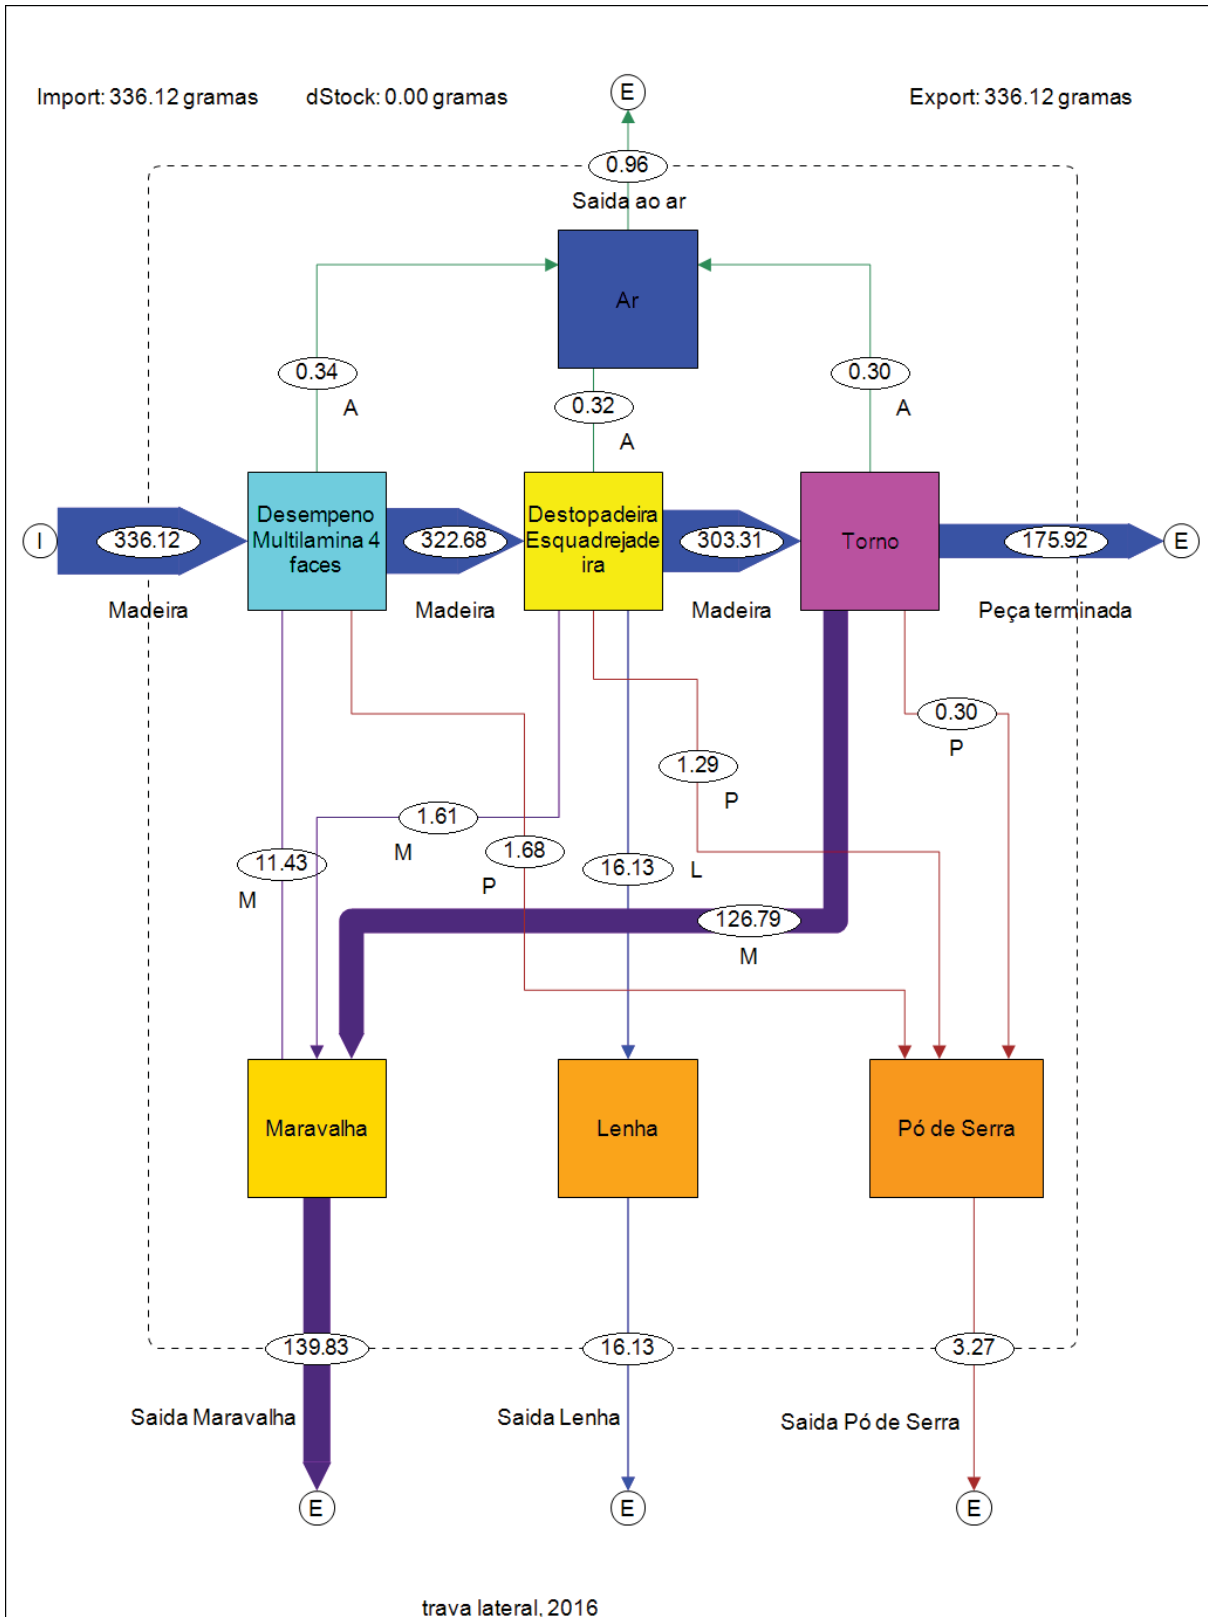 Import: 336.12 gramas
dStock: 0.00 gramas
E
Export: 336.12 gramas
0.96
Saida ao ar
Ar
0.34
A
0.32
A
0.30
A
I
336.12
Madeira
Desempeno
Multilamina 4
faces
322.68
Madeira
Destopadeira
Esquadrejade
ira
303.31
Madeira
Torno
175.92
Peça terminada
E
0.30
P
1.29
P
1.61
M
1.68
P
11.43
M
16.13
L
126.79
M
Maravalha
Lenha
Pó de Serra
139.83
16.13
3.27
Saida Maravalha
Saida Lenha
Saida Pó de Serra
E
E
E
trava lateral, 2016